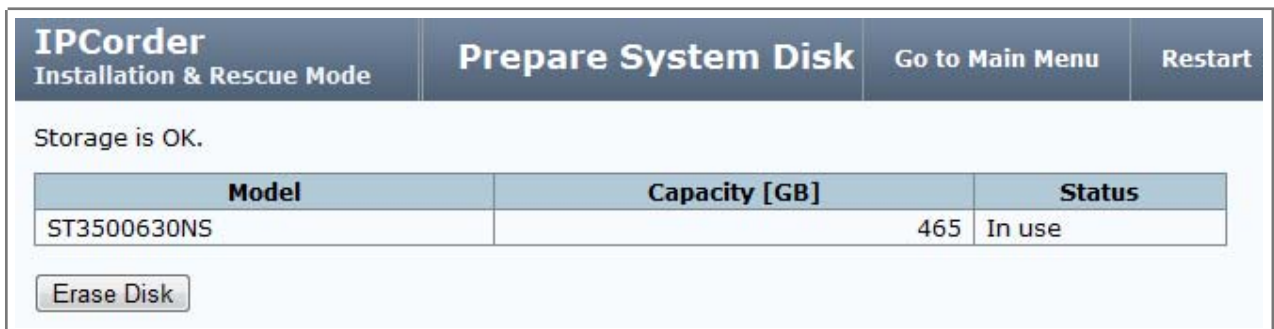 IPCorder
Installation & Rescue Mode
Prepare System Disk
Go to Main Menu
Restart
Storage is OK.
Model Capacity [GB] Status
ST3500630NS 465 In use
Erase Disk